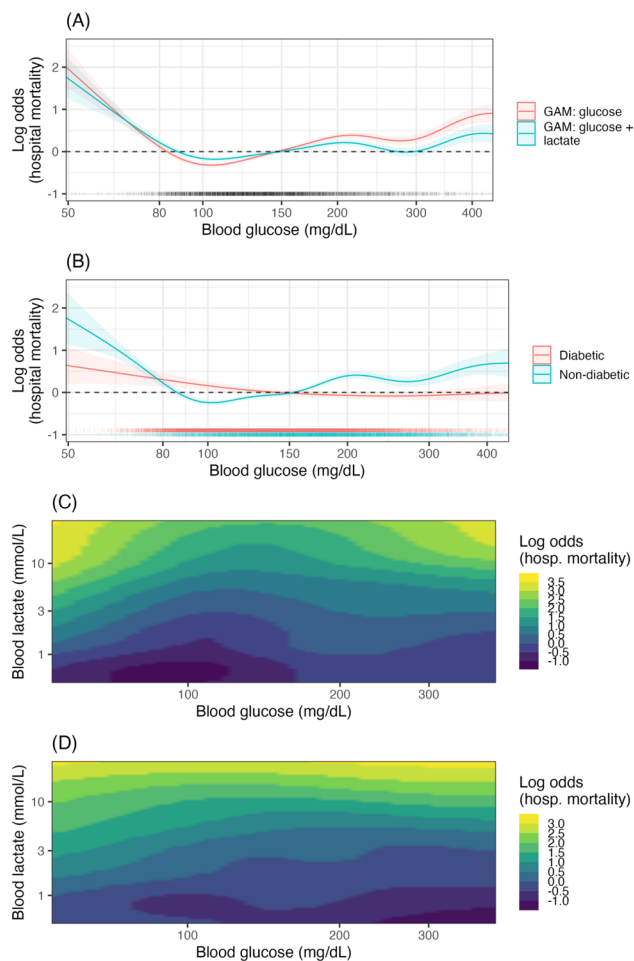 (A)
Log odds
(hospital mortality)
2
1
0
-1
50
80
100
150
200
300
400
Blood glucose (mg/dL)
GAM: glucose
GAM: glucose +
lactate
(B)
Log odds
(hospital mortality)
2
1
0
-1
50
80
100
150
200
300
400
Blood glucose (mg/dL)
Diabetic
Non-diabetic
(C)
Blood lactate (mmol/L)
10
3
1
100
200
300
Blood glucose (mg/dL)
Log odds
(hosp. mortality)
3.5
3.0
2.5
2.0
1.5
1.0
0.5
0.0
-0.5
-1.0
(D)
Blood lactate (mmol/L)
10
3
1
100
200
300
Blood glucose (mg/dL)
Log odds
(hosp. mortality)
3.0
2.5
2.0
1.5
1.0
0.5
0.0
-0.5
-1.0